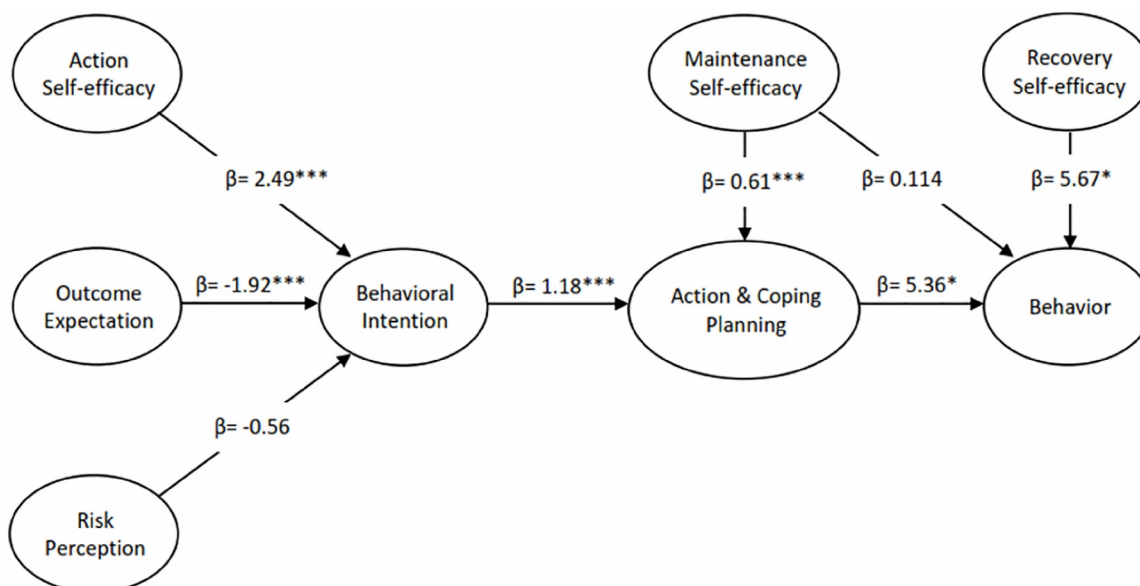 Action
Self-efficacy
Maintenance
Self-efficacy
Recovery
Self-efficacy
β= 2.49***
β= 0.61***
β= 0.114
β= 5.67*
Outcome
Expectation
β= -1.92***
Behavioral
Intention
β= 1.18***
Action & Coping
Planning
β= 5.36*
Behavior
β= -0.56
Risk
Perception